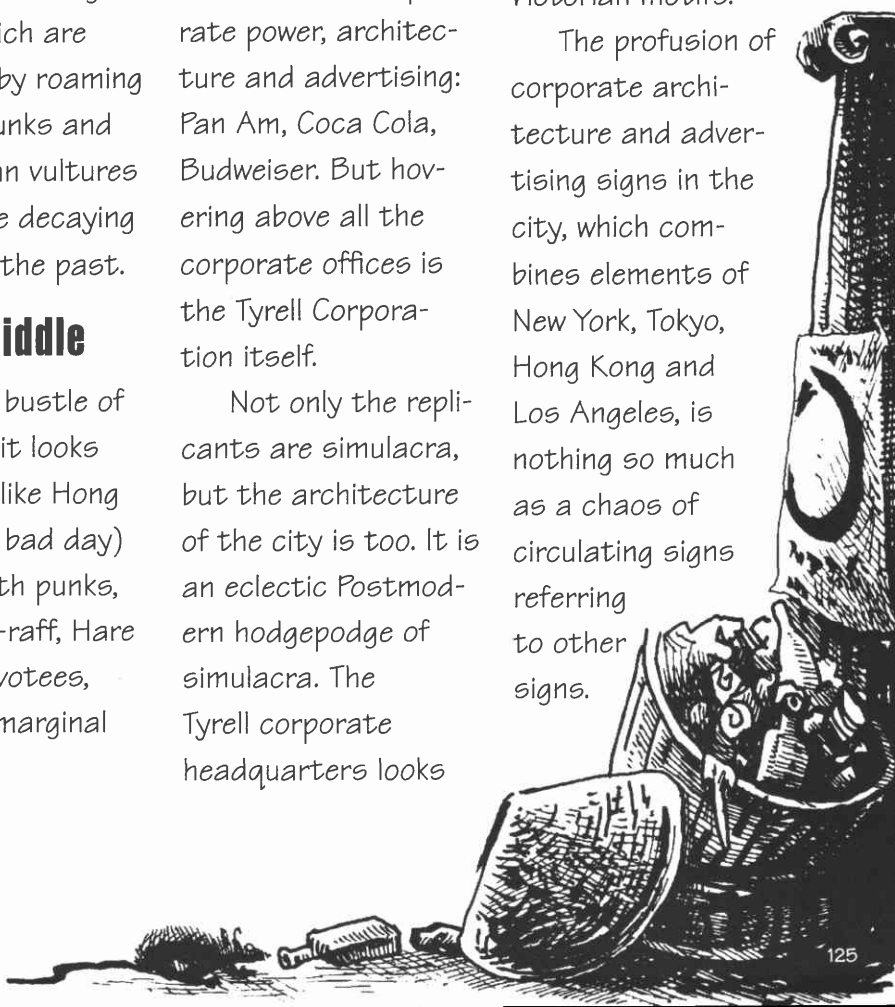 ich are
by roaming
unks and
an vultures
e decaying
the past.
iddle
bustle of
it looks
like Hong
bad day)
th punks,
-raff, Hare
votees,
marginal
rate power, architec-
ture and advertising:
Pan Am, Coca Cola,
Budweiser. But hov-
ering above all the
corporate offices is
the Tyrell Corpora-
tion itself.
Not only the repli-
cants are simulacra,
but the architecture
of the city is too. It is
an eclectic Postmod-
ern hodgepodge of
simulacra. The
Tyrell corporate
headquarters looks
The profusion of
corporate archi-
tecture and adver-
tising signs in the
city, which com-
bines elements of
New York, Tokyo,
Hong Kong and
Los Angeles, is
nothing so much
as a chaos of
circulating signs
referring
to other
signs.
125